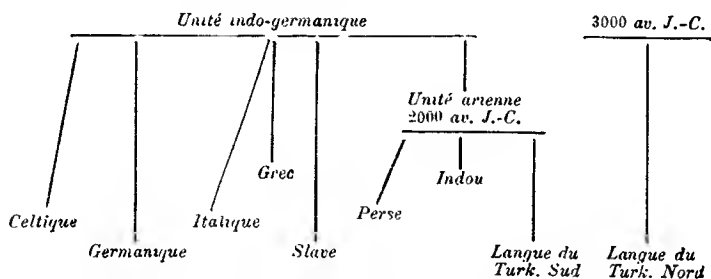 Unité indo-germanique
3000 av. J.-C.
Unité arienne
2000 av. J.-C.
Grec
Indou
Perse
Celtique
Italique
Germanique
Slave
Langue du
Turk. Sud
Langue du
Turk. Nord